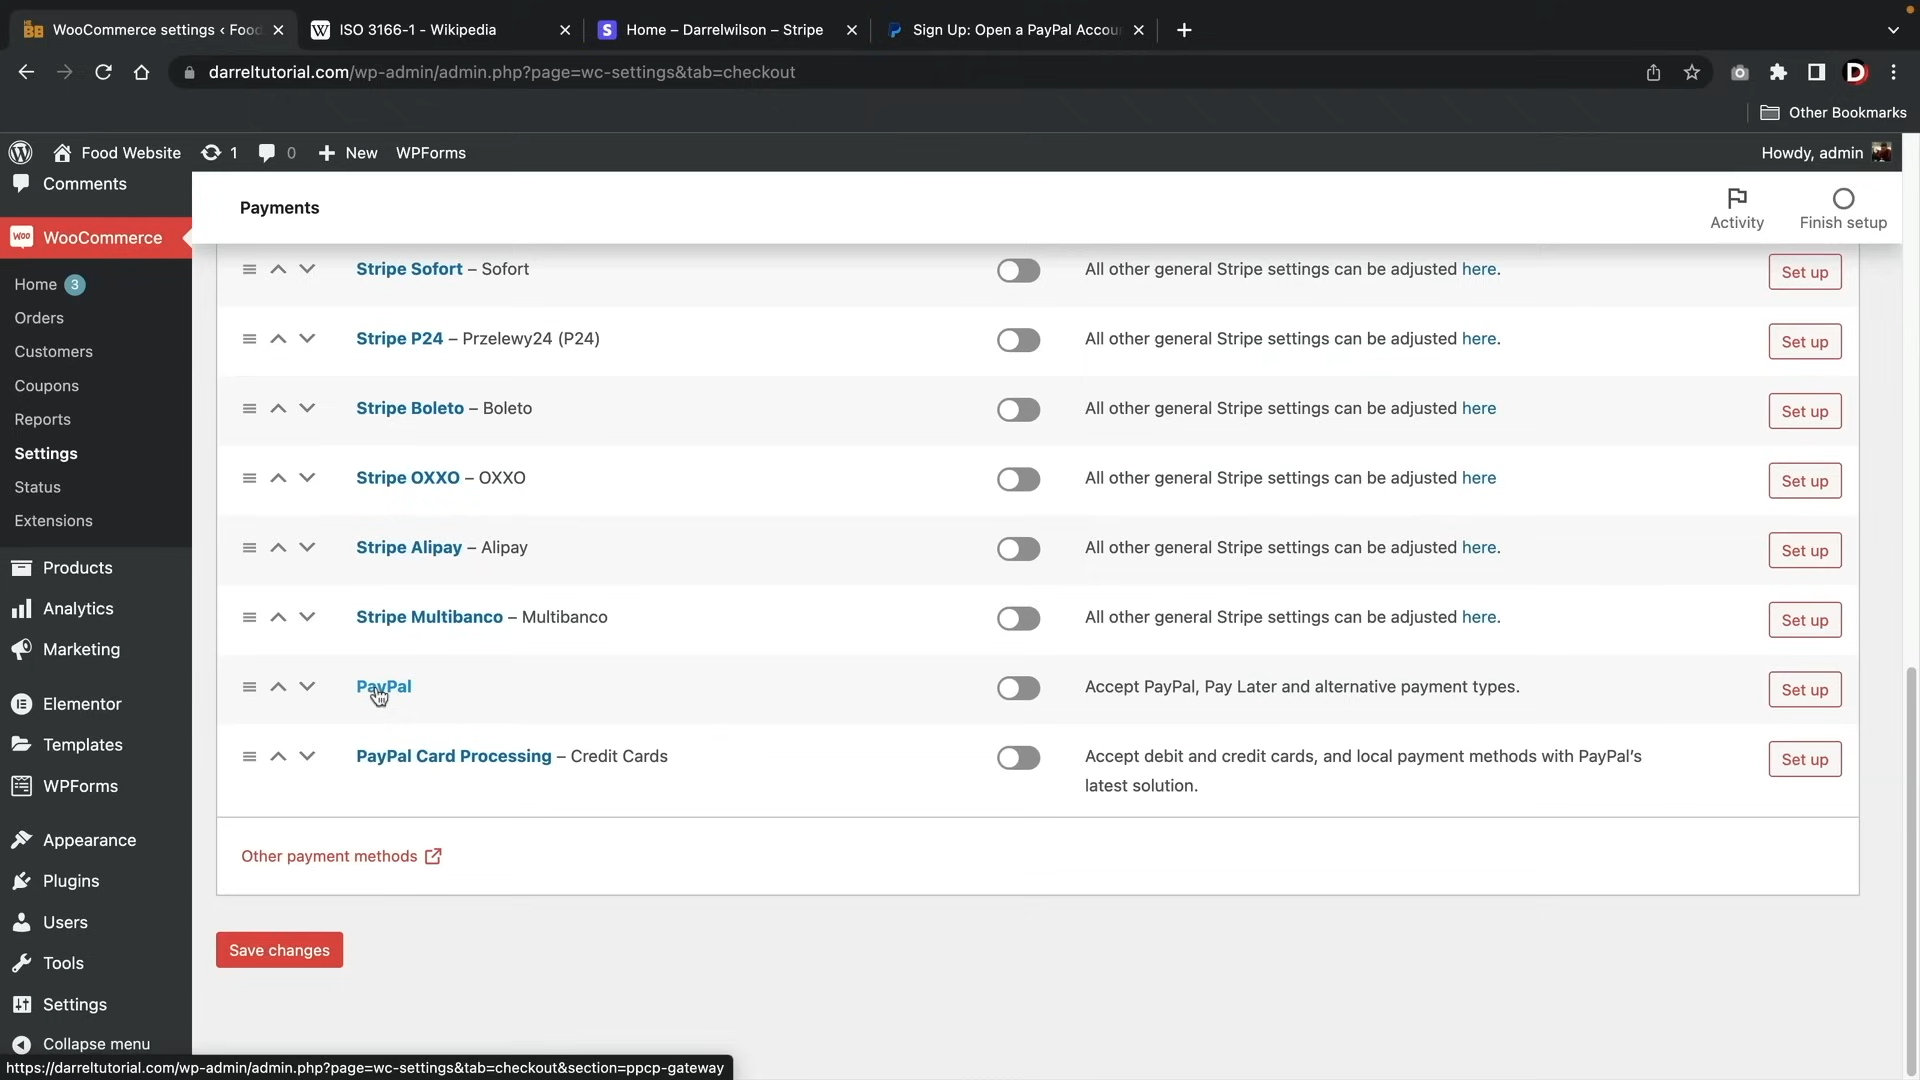 WooCommerce settings ‹ Food
ISO 3166-1 - Wikipedia
Home – Darrelwilson – Stripe
Sign Up: Open a PayPal Accou
darreltutorial.com/wp-admin/admin.php?page=wc-settings&tab=checkout
D
Other Bookmarks
Food Website 1 0 New WPForms
Howdy, admin
Comments
WooCommerce
Home 3
Orders
Customers
Coupons
Reports
Settings
Status
Extensions
Products
Analytics
Marketing
Elementor
Templates
WPForms
Appearance
Plugins
Users
Tools
Settings
Collapse menu
Payments
Activity
Finish setup
Stripe Sofort – Sofort
All other general Stripe settings can be adjusted here.
Set up
Stripe P24 – Przelewy24 (P24)
All other general Stripe settings can be adjusted here.
Set up
Stripe Boleto – Boleto
All other general Stripe settings can be adjusted here
Set up
Stripe OXXO – OXXO
All other general Stripe settings can be adjusted here
Set up
Stripe Alipay – Alipay
All other general Stripe settings can be adjusted here.
Set up
Stripe Multibanco – Multibanco
All other general Stripe settings can be adjusted here.
Set up
PayPal
Accept PayPal, Pay Later and alternative payment types.
Set up
PayPal Card Processing – Credit Cards
Accept debit and credit cards, and local payment methods with PayPal's
latest solution.
Set up
Other payment methods
Save changes
https://darreltutorial.com/wp-admin/admin.php?page=wc-settings&tab=checkout&section=ppcp-gateway